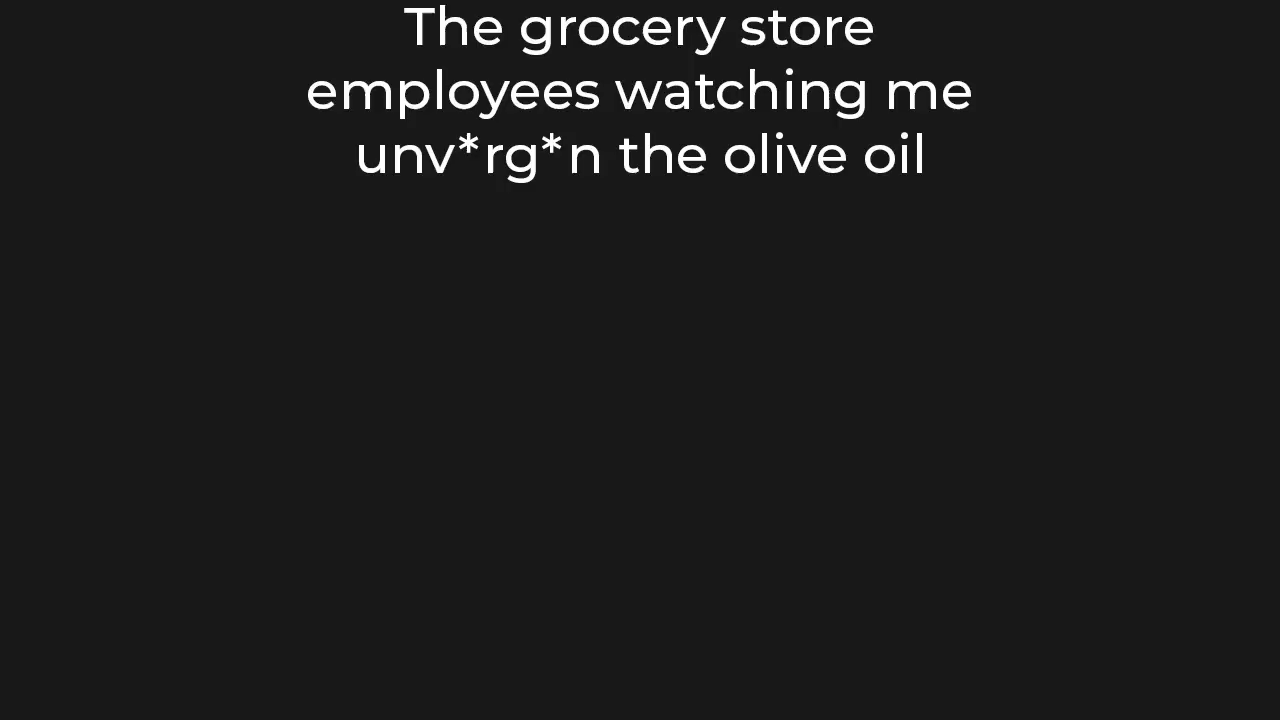 The grocery store
employees watching me
unv*rg*n the olive oil